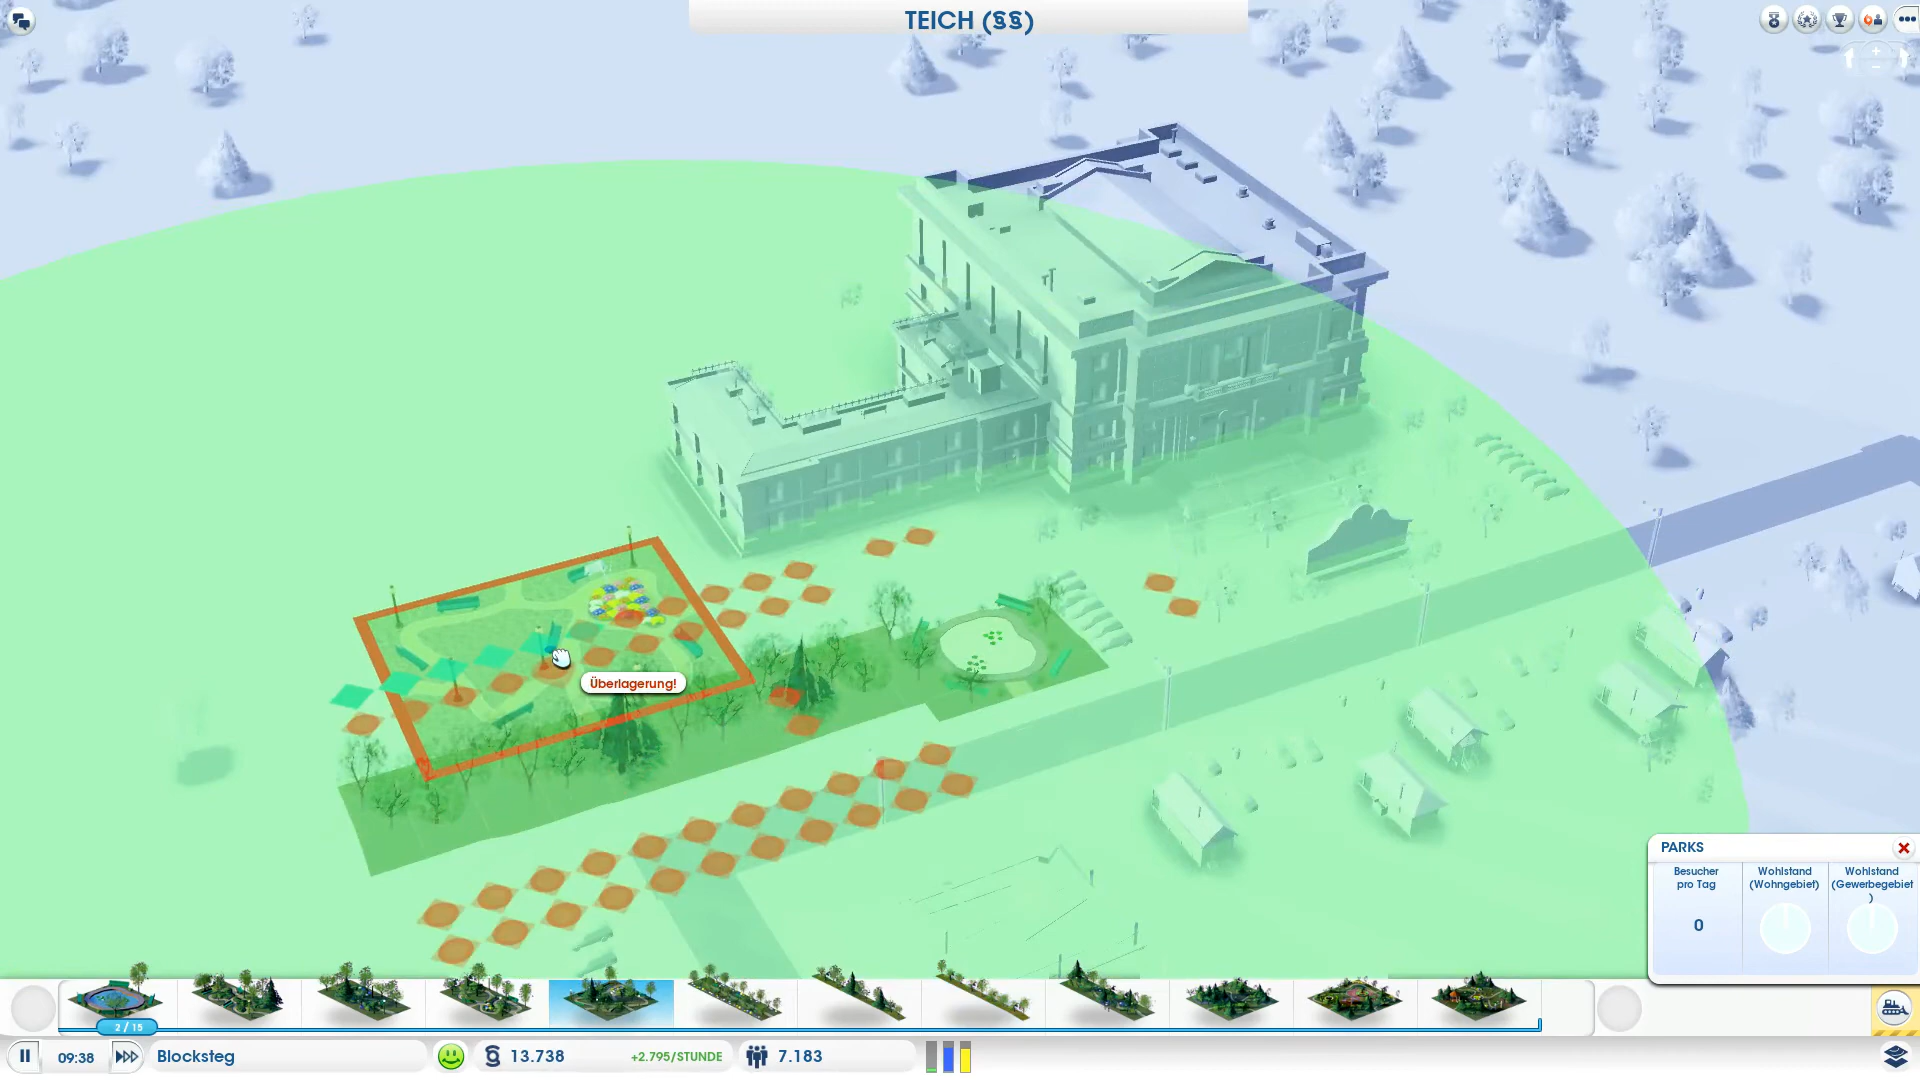 TEICH (§§)
Überlagerung!
PARKS
Besucher
pro Tag
Wohlstand
(Wohngebiet)
Wohlstand
(Gewerbegebiet
)
0
2 / 15
09:38
Blocksteg
13.738
+2.795/STUNDE
7.183